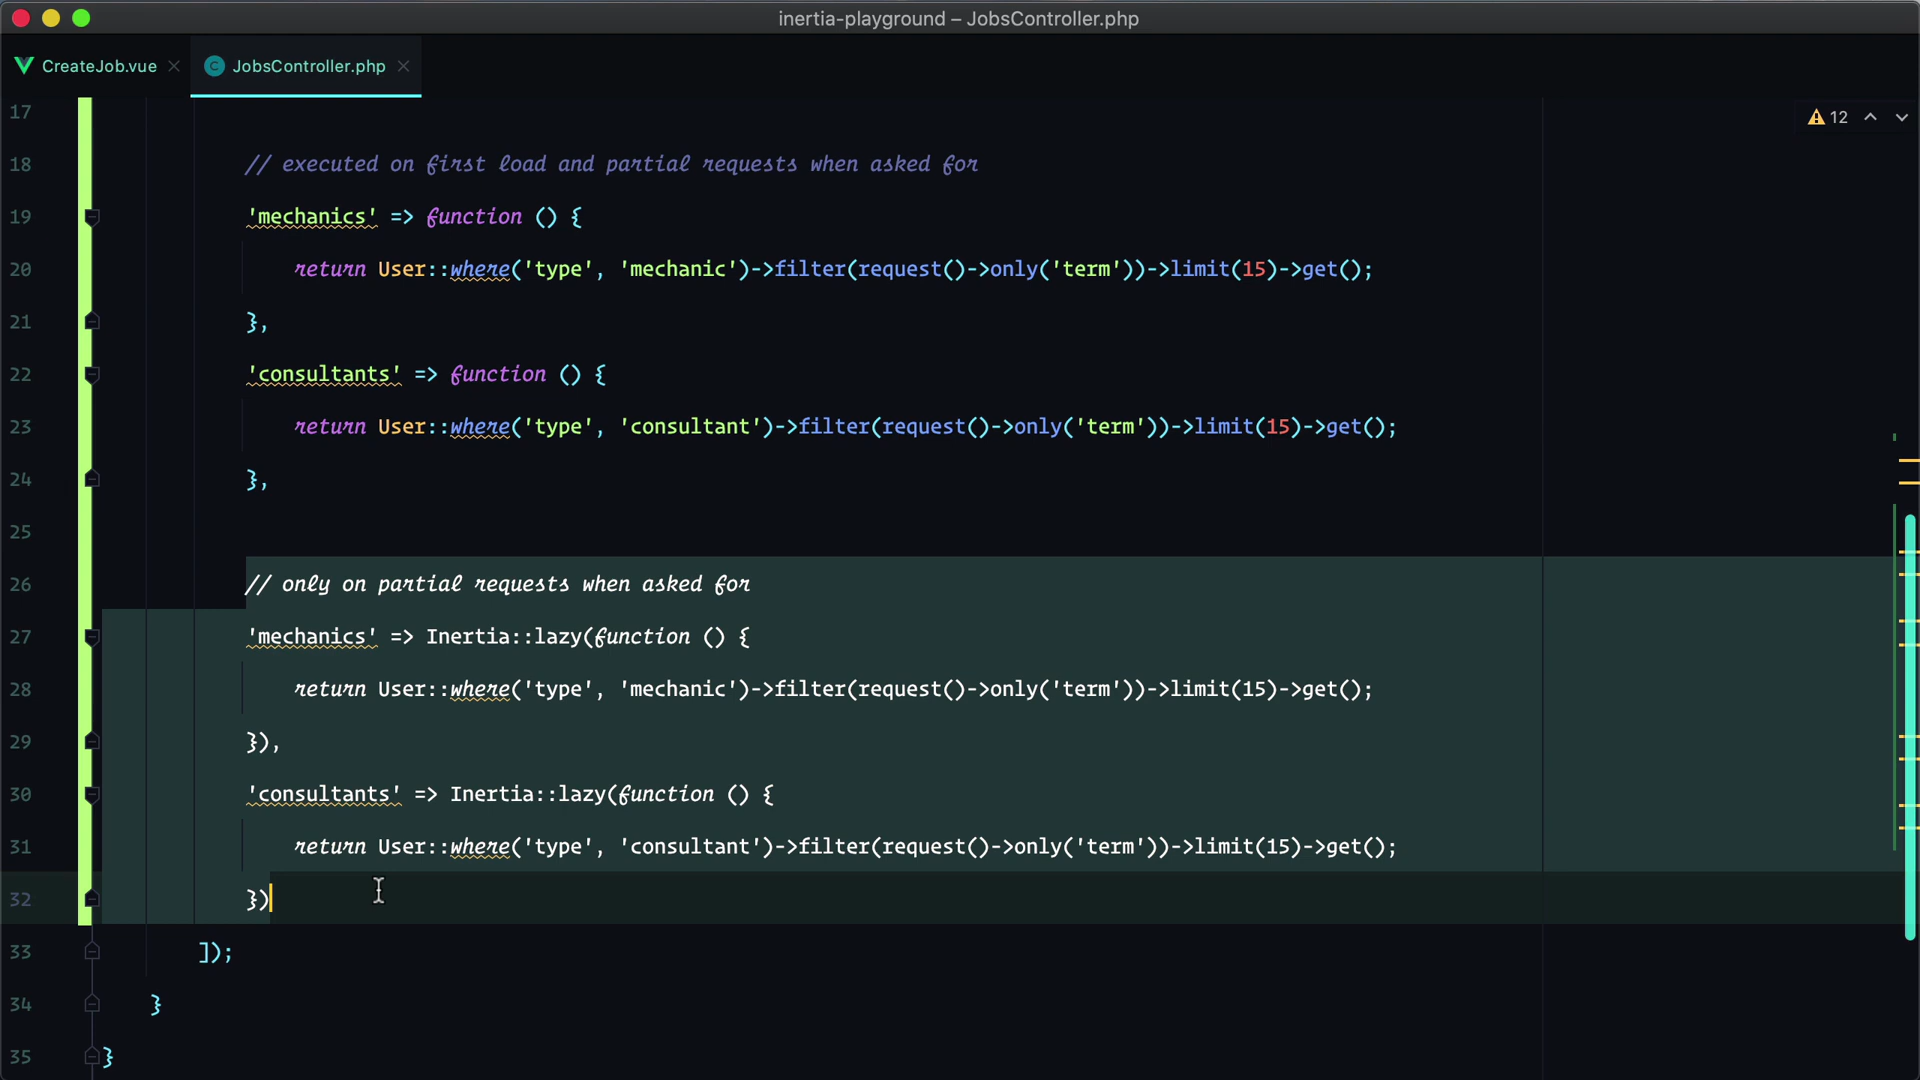 inertia-playground – JobsController.php
CreateJob.vue
JobsController.php
12
17
18 // executed on first load and partial requests when asked for
19 'mechanics' => function () {
20 return User::where('type', 'mechanic')->filter(request()->only('term'))->limit(15)->get();
21 },
22 'consultants' => function () {
23 return User::where('type', 'consultant')->filter(request()->only('term'))->limit(15)->get();
24 },
25
26 // only on partial requests when asked for
27 'mechanics' => Inertia::lazy(function () {
28 return User::where('type', 'mechanic')->filter(request()->only('term'))->limit(15)->get();
29 }),
30 'consultants' => Inertia::lazy(function () {
31 return User::where('type', 'consultant')->filter(request()->only('term'))->limit(15)->get();
32 })
33 ]);
34 }
35 }